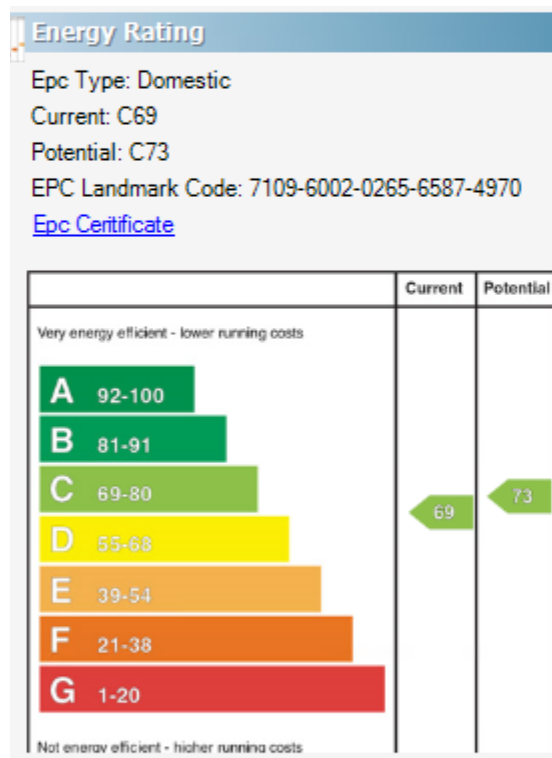 Energy Rating
Epc Type: Domestic
Current: C69
Potential: C73
EPC Landmark Code: 7109-6002-0265-6587-4970
Epc Ceritificate
Current Potential
Very energy efficient - lower running costs
A 92-100
B 81-91
C 69-80
69
73
D 55-68
E 39-54
F 21-38
G 1-20
Not energy efficient - higher running costs